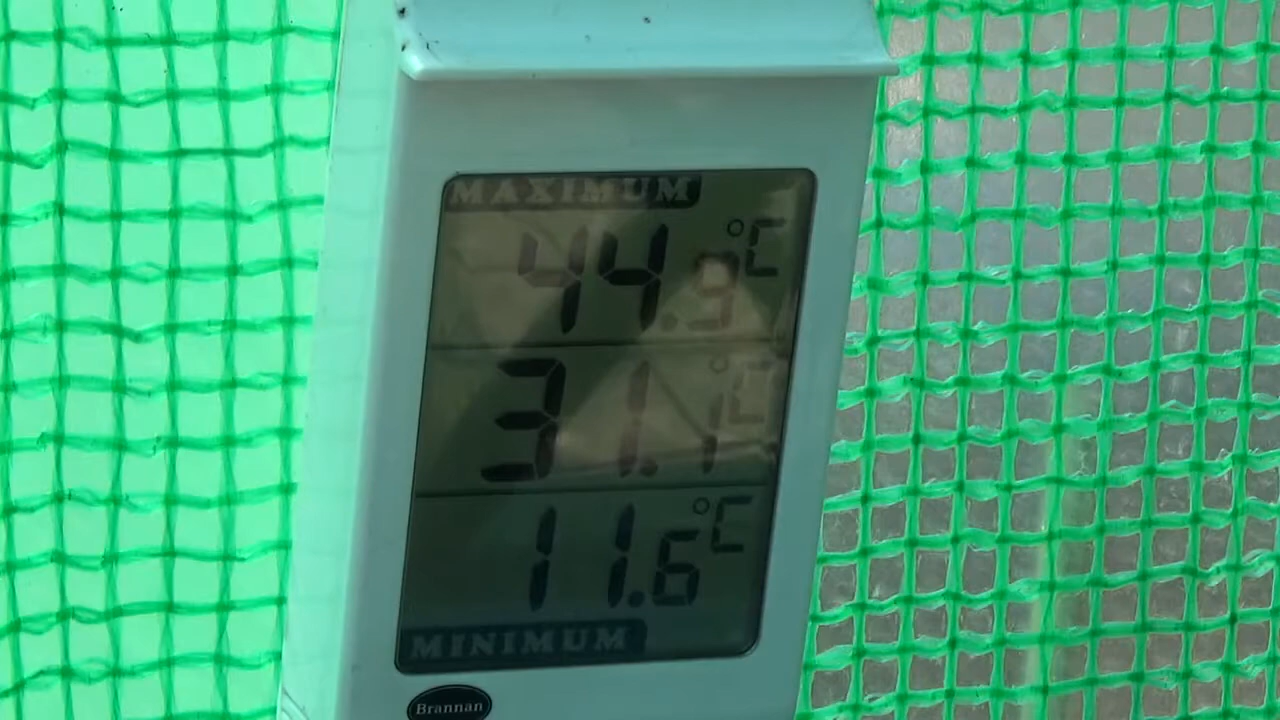 MAXIMUM
44.9 °C
31.1 °C
11.6 °C
MINIMUM
Brannan